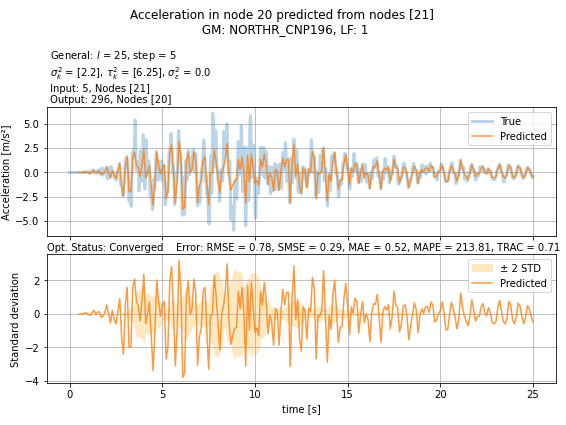 Acceleration in node 20 predicted from nodes [21]
GM: NORTHR_CNP196, LF: 1
General: l = 25, step = 5
σ²ₖ = [2.2], τ²ₖ = [6.25], σ²ε = 0.0
Input: 5, Nodes [21]
Output: 296, Nodes [20]
Acceleration [m/s²]
5.0
2.5
0.0
−2.5
−5.0
True
Predicted
Opt. Status: Converged Error: RMSE = 0.78, SMSE = 0.29, MAE = 0.52, MAPE = 213.81, TRAC = 0.71
Standard deviation
2
0
−2
−4
± 2 STD
Predicted
0 5 10 15 20 25
time [s]